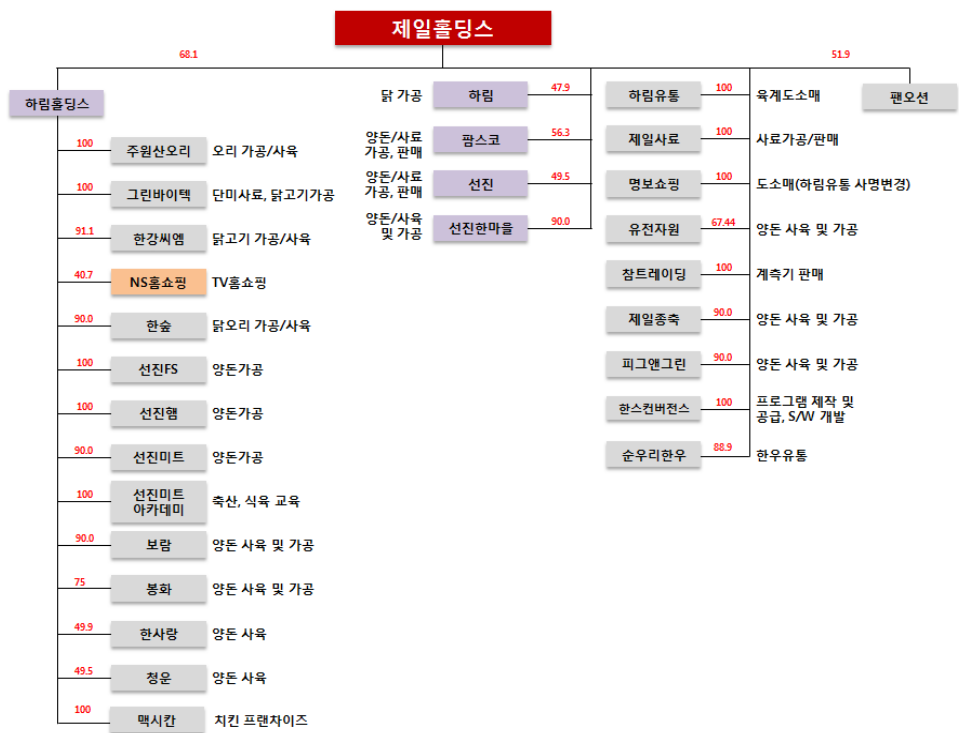 제일홀딩스
68.1
51.9
하림홀딩스
100
주원산오리
오리 가공/사육
100
그린바이텍
단미사료, 닭고기가공
91.1
한강씨엠
닭고기 가공/사육
40.7
NS홈쇼핑
TV홈쇼핑
90.0
한숲
닭오리 가공/사육
100
선진FS
양돈가공
100
선진햄
양돈가공
90.0
선진미트
양돈가공
100
선진미트
아카데미
축산, 식육 교육
90.0
보람
양돈 사육 및 가공
75
봉화
양돈 사육 및 가공
49.9
한사랑
양돈 사육
49.5
청운
양돈 사육
100
맥시칸
치킨 프랜차이즈
닭 가공
하림
47.9
양돈/사료
가공, 판매
팜스코
56.3
양돈/사료
가공, 판매
선진
49.5
양돈/사육
및 가공
선진한마을
90.0
하림유통
100
육계도소매
제일사료
100
사료가공/판매
명보쇼핑
100
도소매(하림유통 사명변경)
유전자원
67.44
양돈 사육 및 가공
참트레이딩
100
계측기 판매
제일종축
90.0
양돈 사육 및 가공
피그앤그린
90.0
양돈 사육 및 가공
한스컨버전스
100
프로그램 제작 및
공급, S/W 개발
순우리한우
88.9
한우유통
팬오션